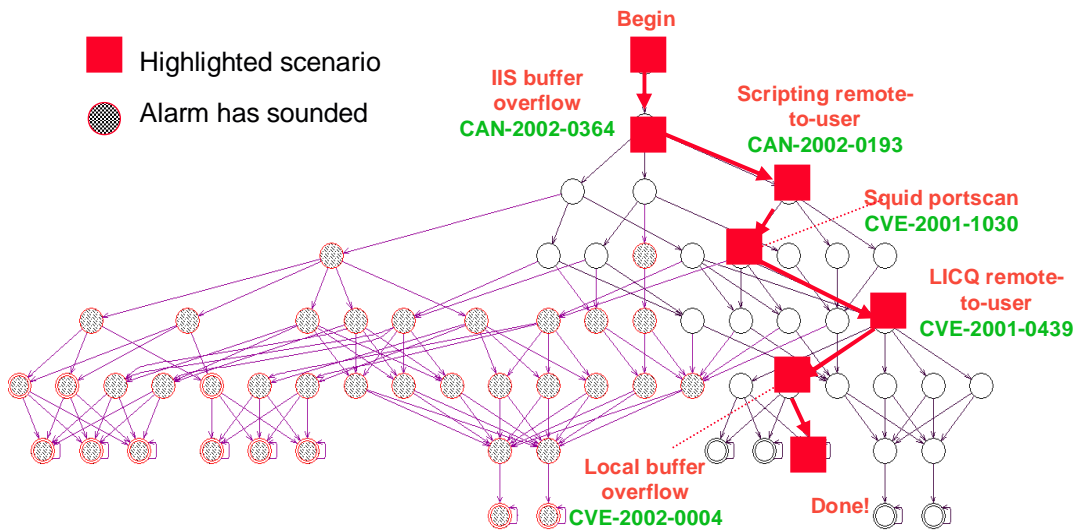 Begin
Highlighted scenario
Alarm has sounded
IIS buffer
overflow
CAN-2002-0364
Scripting remote-
to-user
CAN-2002-0193
Squid portscan
CVE-2001-1030
LICQ remote-
to-user
CVE-2001-0439
Local buffer
overflow
CVE-2002-0004
Done!